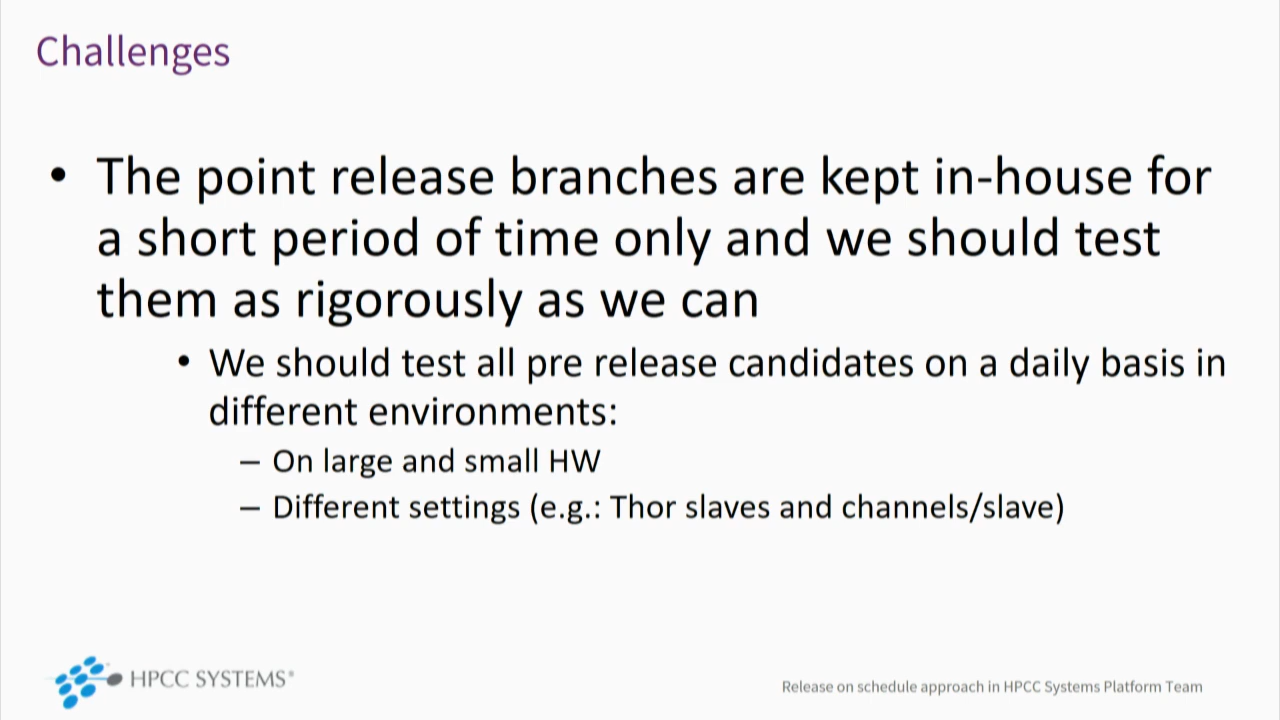 Challenges
• The point release branches are kept in-house for
a short period of time only and we should test
them as rigorously as we can
• We should test all pre release candidates on a daily basis in
different environments:
– On large and small HW
– Different settings (e.g.: Thor slaves and channels/slave)
HPCC SYSTEMS®
Release on schedule approach in HPCC Systems Platform Team